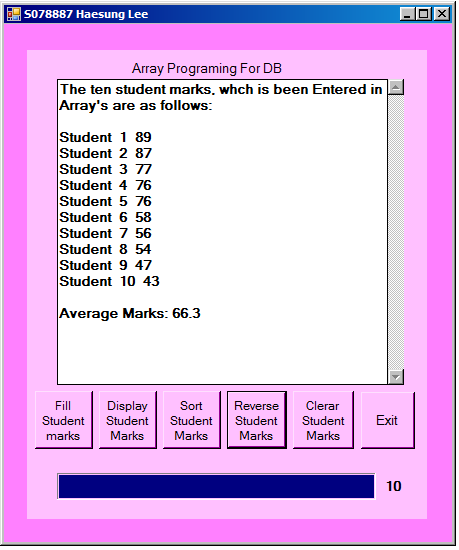 S078887 Haesung Lee
Array Programing For DB
The ten student marks, whch is been Entered in
Array's are as follows:
Student 1 89
Student 2 87
Student 3 77
Student 4 76
Student 5 76
Student 6 58
Student 7 56
Student 8 54
Student 9 47
Student 10 43
Average Marks: 66.3
Fill
Student
marks
Display
Student
Marks
Sort
Student
Marks
Reverse
Student
Marks
Clerar
Student
Marks
Exit
10